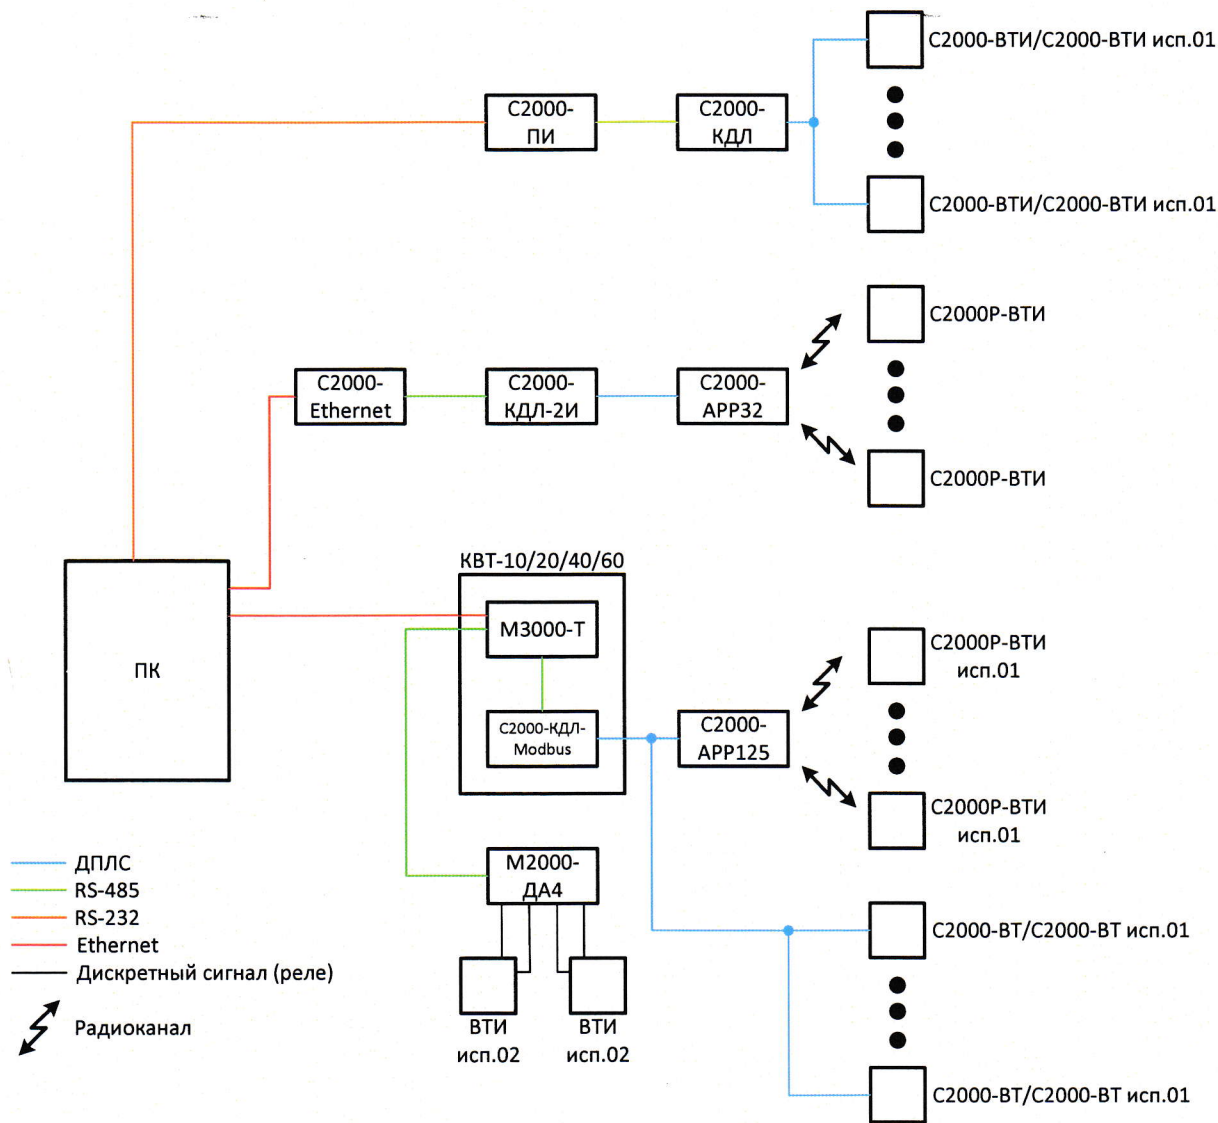 С2000-ВТИ/С2000-ВТИ исп.01
С2000-
ПИ
С2000-
КДЛ
С2000-ВТИ/С2000-ВТИ исп.01
С2000Р-ВТИ
С2000-
Ethernet
С2000-
КДЛ-2И
С2000-
АРР32
С2000Р-ВТИ
КВТ-10/20/40/60
М3000-Т
ПК
С2000-КДЛ-
Modbus
С2000-
АРР125
С2000Р-ВТИ
исп.01
С2000Р-ВТИ
исп.01
М2000-
ДА4
ВТИ
исп.02
ВТИ
исп.02
С2000-ВТ/С2000-ВТ исп.01
С2000-ВТ/С2000-ВТ исп.01
ДПЛС
RS-485
RS-232
Ethernet
Дискретный сигнал (реле)
Радиоканал